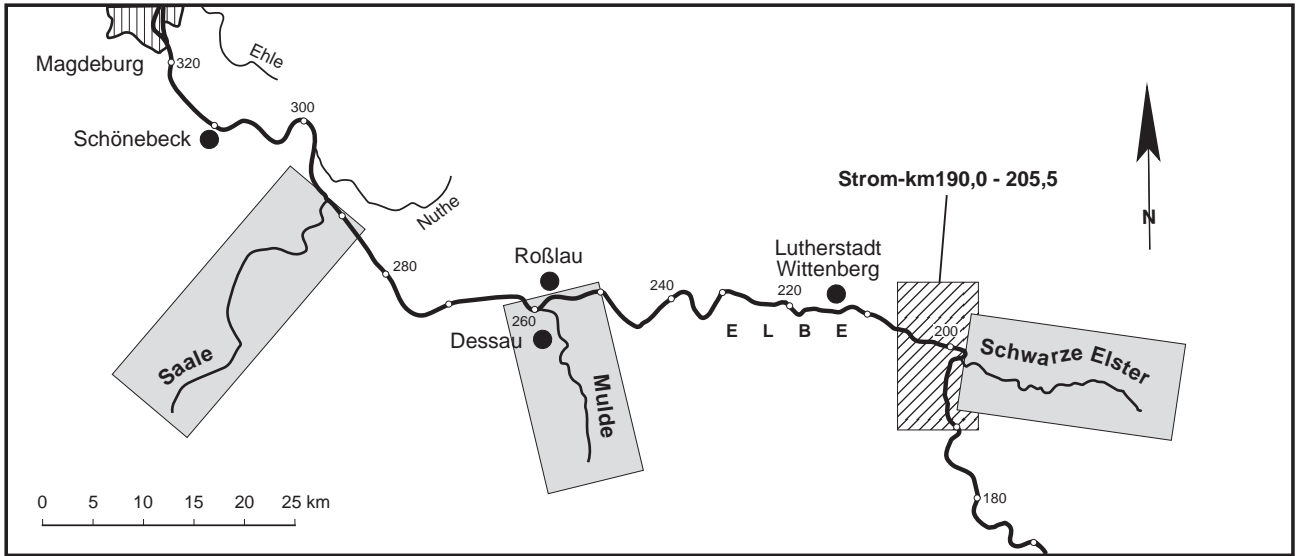 Magdeburg
320
Ehle
Schönebeck
300
Nuthe
Saale
280
Roßlau
260
Dessau
Mulde
240
E L B E
220
Lutherstadt
Wittenberg
Strom-km190,0 - 205,5
200
Schwarze Elster
180
N
0 5 10 15 20 25 km